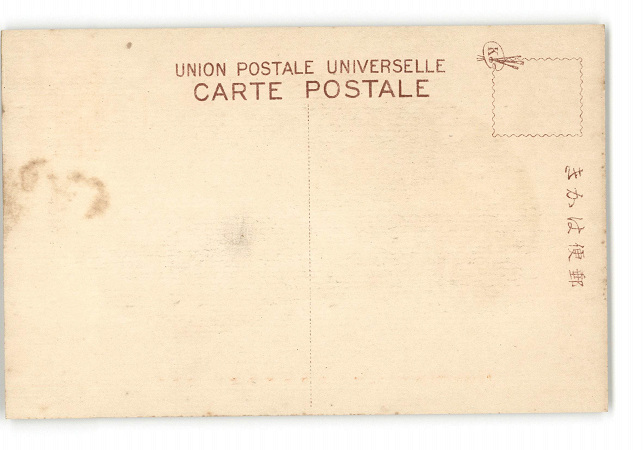 UNION POSTALE UNIVERSELLE
CARTE POSTALE
K
郵便はかき